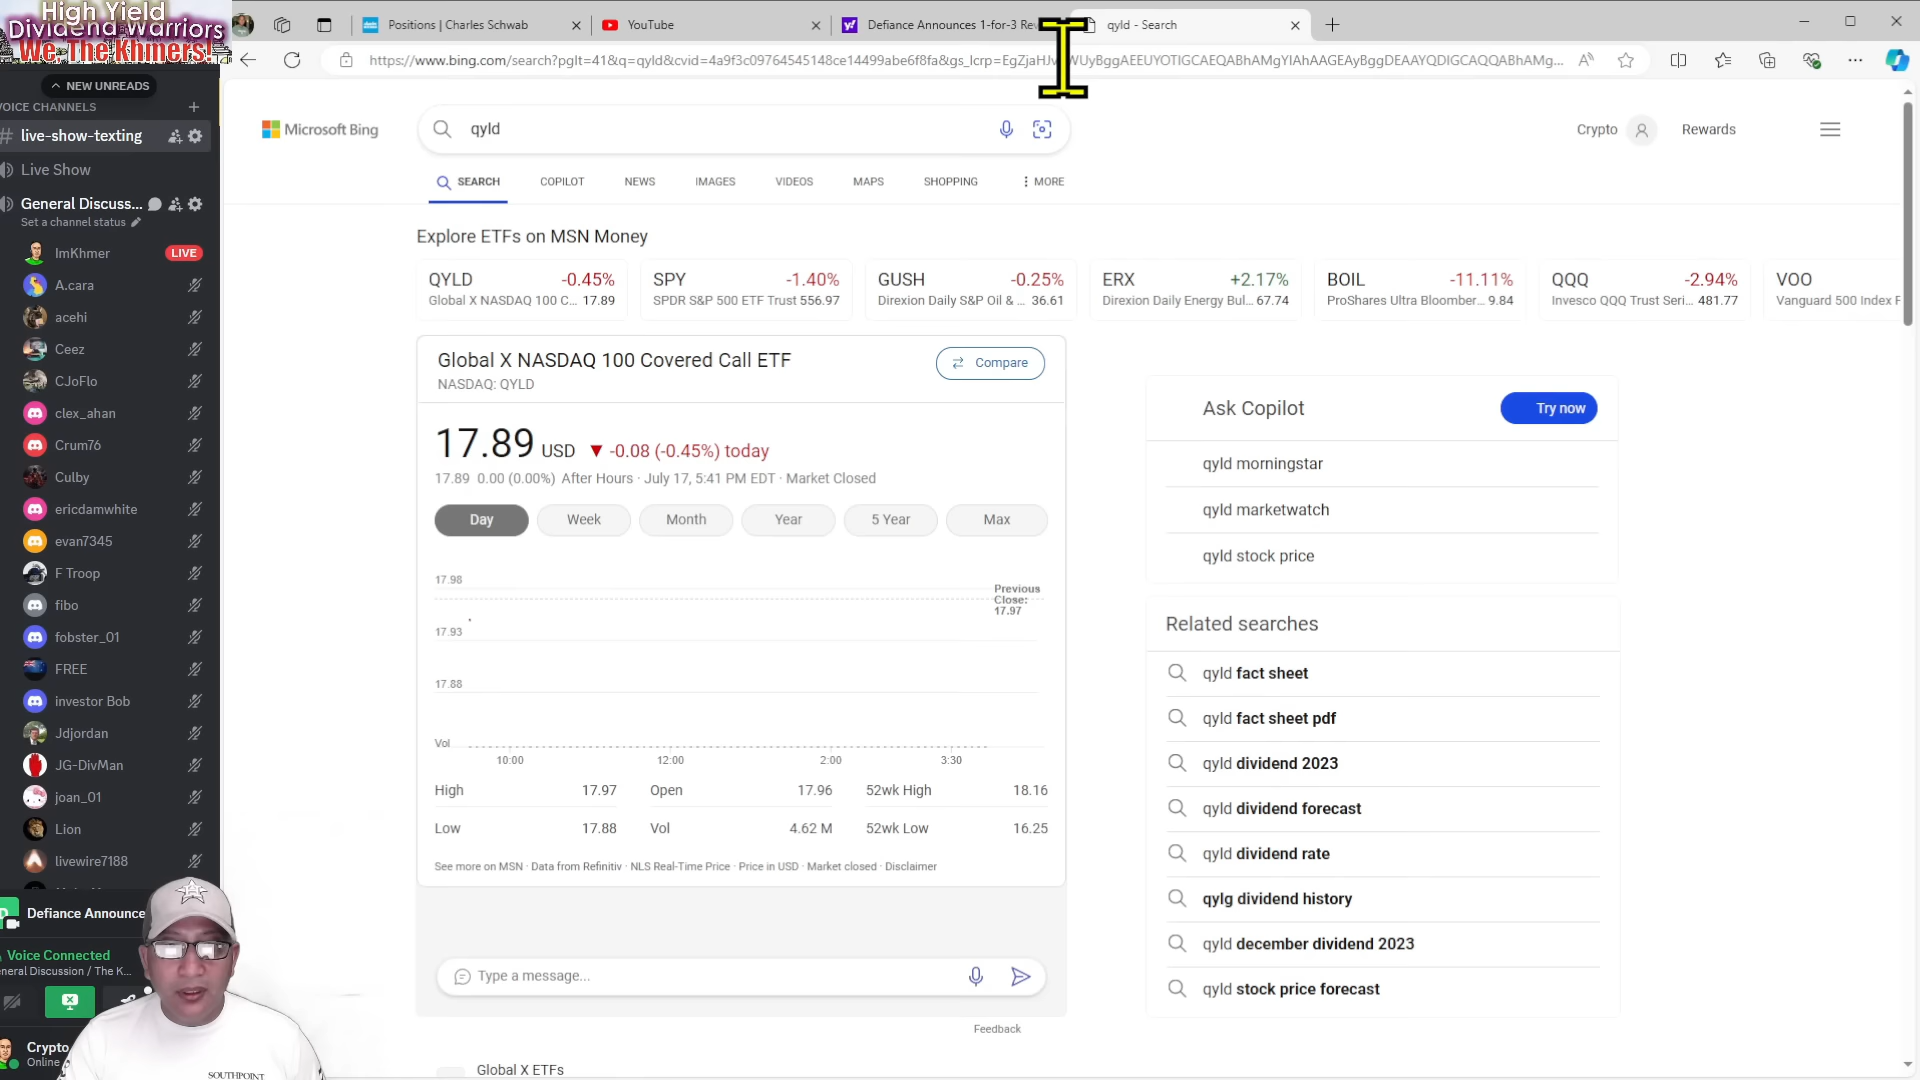 High Yield
Dividend Warriors
We The Khmers!
Positions | Charles Schwab
YouTube
Defiance Announces 1-for-3 Re
qyld - Search
https://www.bing.com/search?pglt=41&q=qyld&cvid=4a9f3c09764545148ce14499abe6f8fa&gs_lcrp=EgZjaHJv
WUyBggAEEUYOTIGCAEQABhAMgYIAhAAGEAyBggDEAAYQDIGCAQQABhAMg...
NEW UNREADS
VOICE CHANNELS
live-show-texting
Live Show
General Discuss...
Set a channel status
ImKhmer
LIVE
A.cara
acehi
Ceez
CJoFlo
clex_ahan
Crum76
Culby
ericdamwhite
evan7345
F Troop
fibo
fobster_01
FREE
investor Bob
Jdjordan
JG-DivMan
joan_01
Lion
livewire7188
Defiance Announce
Voice Connected
eneral Discussion / The K...
Crypto
Online
SOUTHPOINT
Microsoft Bing
qyld
Crypto
Rewards
SEARCH
COPILOT
NEWS
IMAGES
VIDEOS
MAPS
SHOPPING
MORE
Explore ETFs on MSN Money
QYLD -0.45%
Global X NASDAQ 100 C... 17.89
SPY -1.40%
SPDR S&P 500 ETF Trust 556.97
GUSH -0.25%
Direxion Daily S&P Oil & ... 36.61
ERX +2.17%
Direxion Daily Energy Bul... 67.74
BOIL -11.11%
ProShares Ultra Bloomber... 9.84
QQQ -2.94%
Invesco QQQ Trust Seri... 481.77
VOO
Vanguard 500 Index F
Global X NASDAQ 100 Covered Call ETF
NASDAQ: QYLD
Compare
17.89 USD ▼ -0.08 (-0.45%) today
17.89 0.00 (0.00%) After Hours · July 17, 5:41 PM EDT · Market Closed
Day
Week
Month
Year
5 Year
Max
17.98
17.93
17.88
Vol
Previous
Close:
17.97
10:00
12:00
2:00
3:30
High 17.97 Open 17.96 52wk High 18.16
Low 17.88 Vol 4.62 M 52wk Low 16.25
See more on MSN · Data from Refinitiv · NLS Real-Time Price · Price in USD · Market closed · Disclaimer
Type a message...
Feedback
Global X ETFs
Ask Copilot
Try now
qyld morningstar
qyld marketwatch
qyld stock price
Related searches
qyld fact sheet
qyld fact sheet pdf
qyld dividend 2023
qyld dividend forecast
qyld dividend rate
qylg dividend history
qyld december dividend 2023
qyld stock price forecast